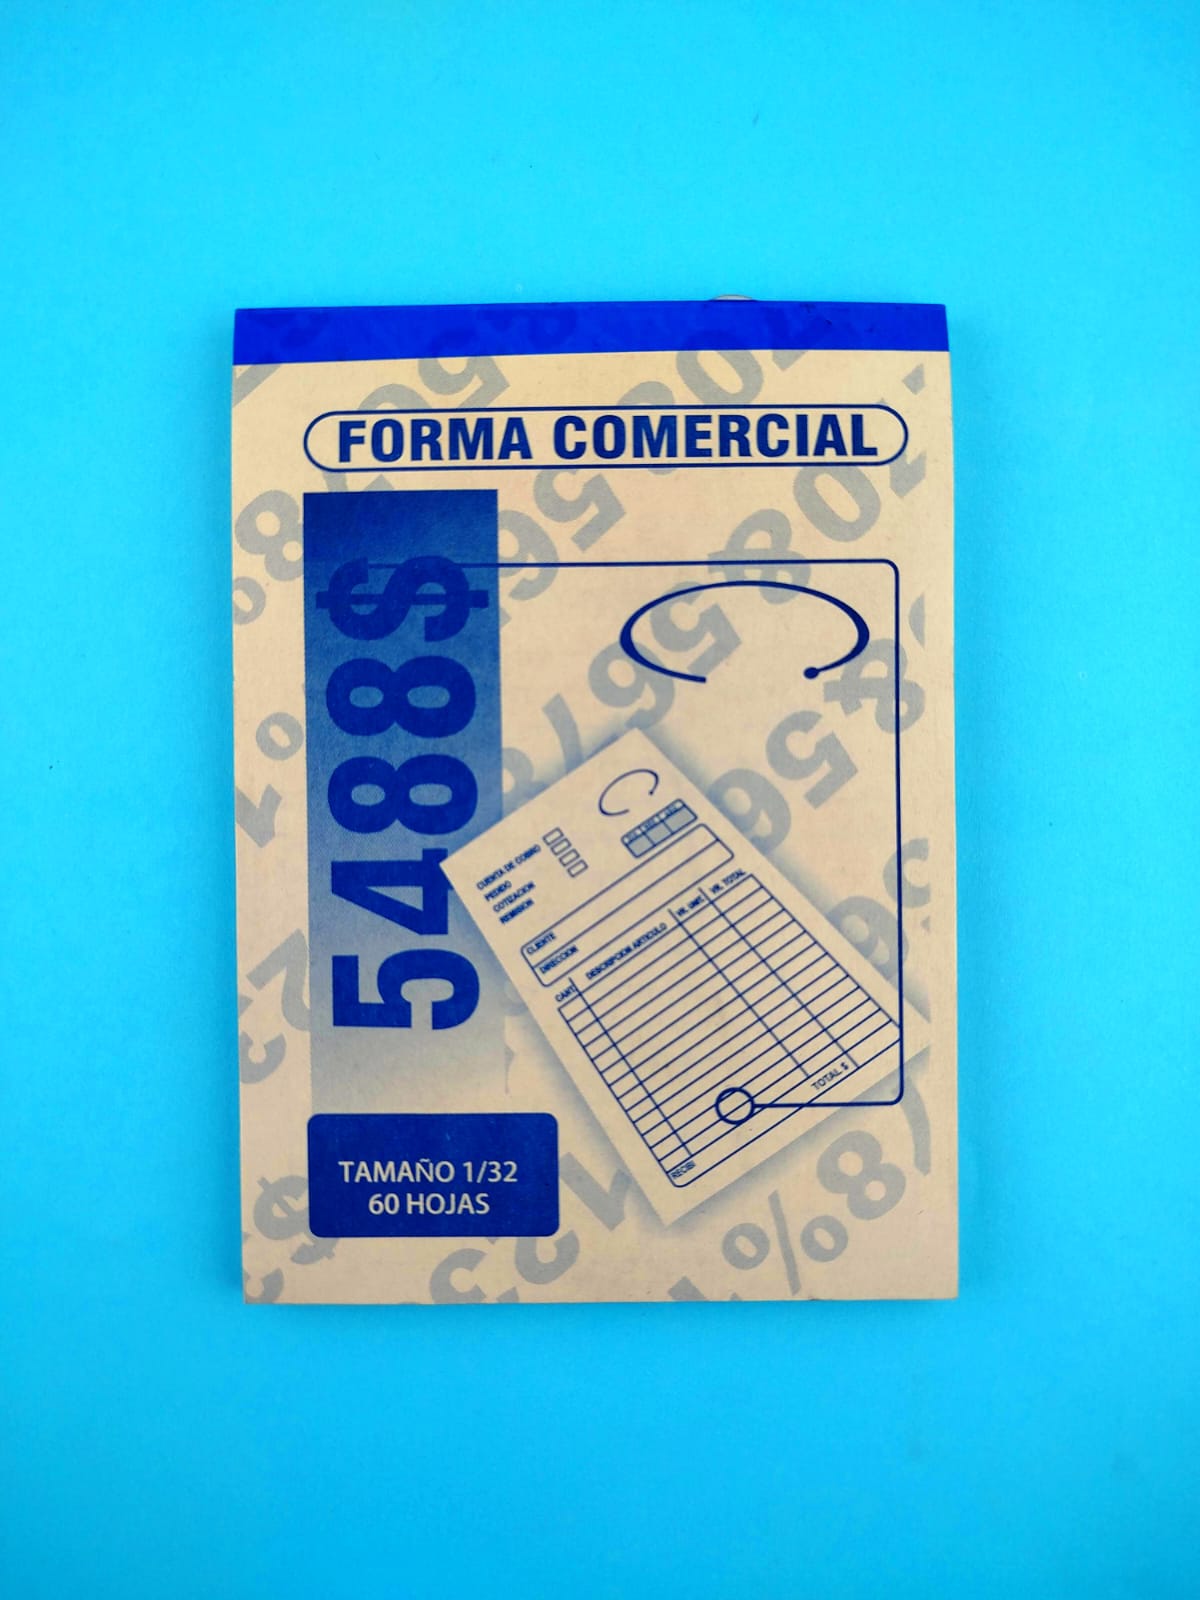 FORMA COMERCIAL
5488$
CUENTA DE COBRO
PEDIDO
COTIZACION
REMISION
CLIENTE
DIRECCION
CANT.
DESCRIPCION ARTICULO
VR. UNIT.
VR. TOTAL
TOTAL $
RECIBI
TAMAÑO 1/32
60 HOJAS